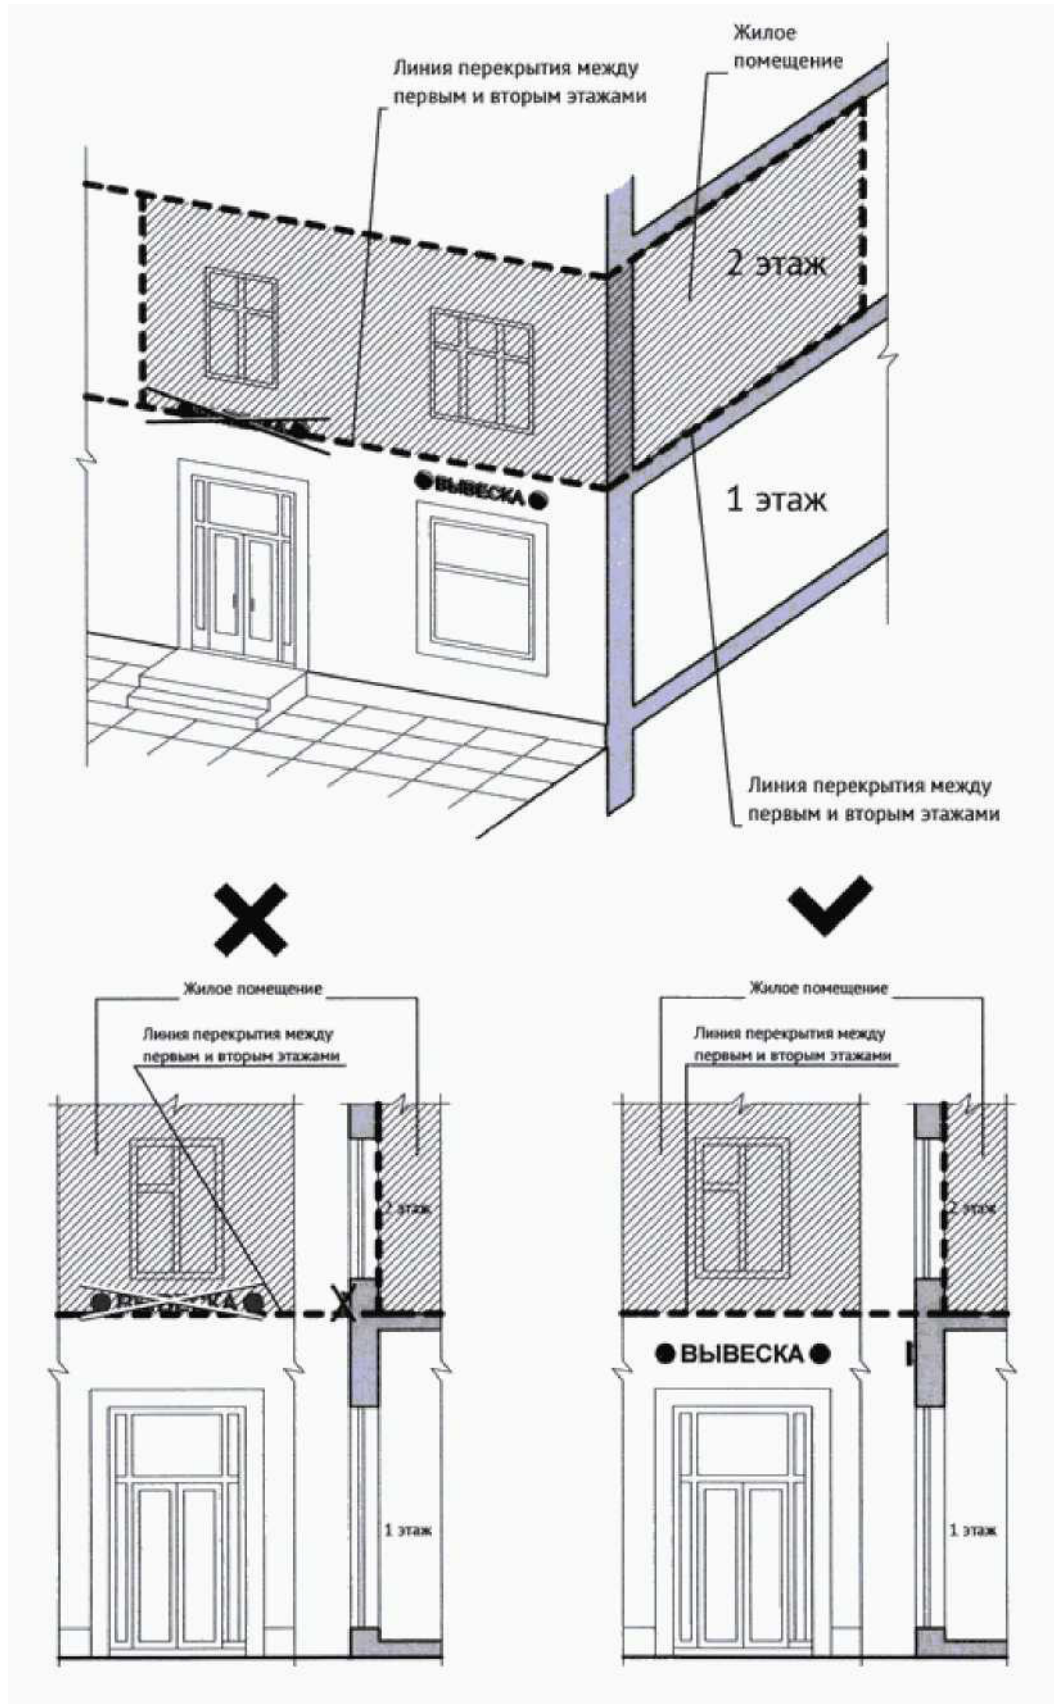 Жилое
помещение
Линия перекрытия между
первым и вторым этажами
2 этаж
1 этаж
●ВЫВЕСКА●
Линия перекрытия между
первым и вторым этажами
Жилое помещение
Линия перекрытия между
первым и вторым этажами
2 этаж
1 этаж
Жилое помещение
Линия перекрытия между
первым и вторым этажами
2 этаж
●ВЫВЕСКА●
1 этаж